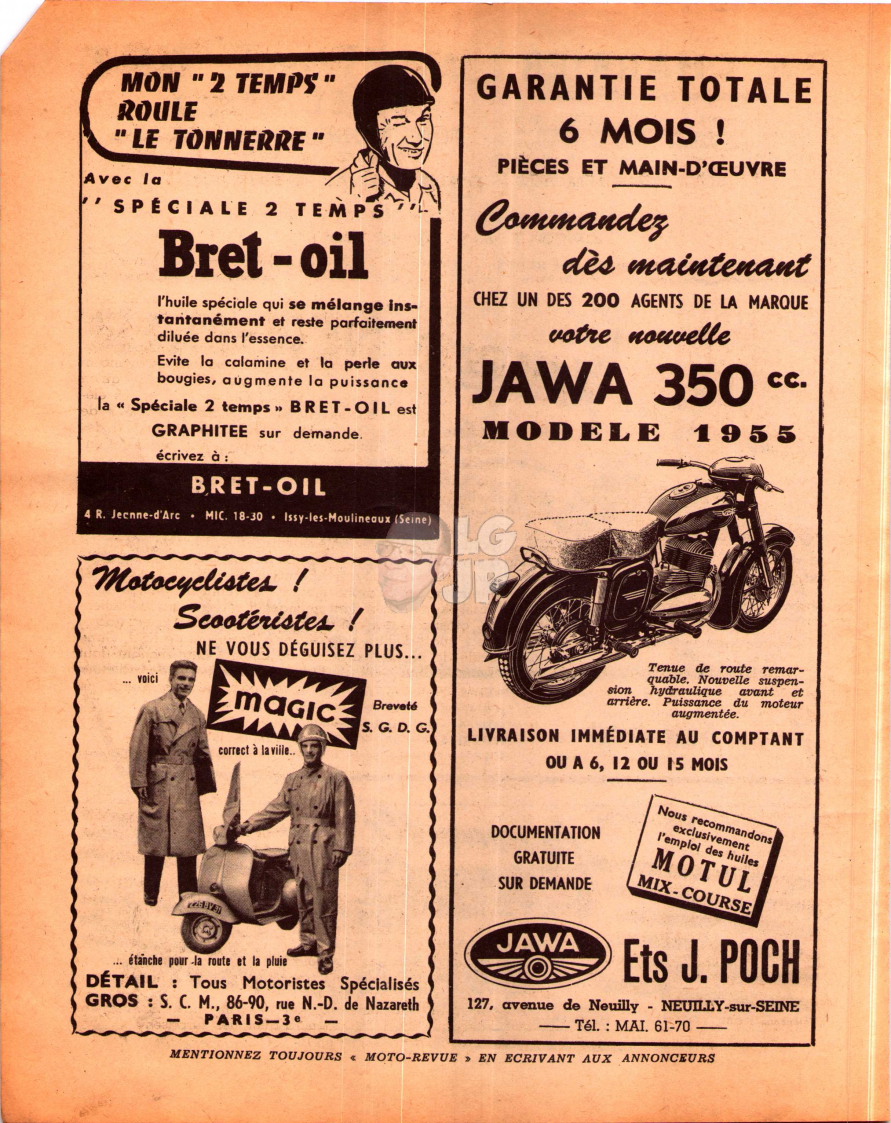 MON "2 TEMPS"
ROULE
"LE TONNERRE"
Avec la
"SPÉCIALE 2 TEMPS"
Bret-oil
l'huile spéciale qui se mélange ins-
tantanément et reste parfaitement
diluée dans l'essence.
Evite la calamine et la perle aux
bougies, augmente la puissance
la « Spéciale 2 temps » BRET-OIL est
GRAPHITEE sur demande.
écrivez à :
BRET-OIL
4 R. Jeanne-d'Arc • MIC. 18-30 • Issy-les-Moulineaux (Seine)
Motocyclistes !
Scootéristes !
NE VOUS DÉGUISEZ PLUS...
... voici
MAGIC
Breveté
S. G. D. G.
correct à la ville..
... étanche pour la route et la pluie
DÉTAIL : Tous Motoristes Spécialisés
GROS : S. C. M., 86-90, rue N.-D. de Nazareth
— PARIS-3e —
GARANTIE TOTALE
6 MOIS !
PIÈCES ET MAIN-D'ŒUVRE
Commandez
dès maintenant
CHEZ UN DES 200 AGENTS DE LA MARQUE
votre nouvelle
JAWA 350 cc.
MODELE 1955
Tenue de route remar-
quable. Nouvelle suspen-
sion hydraulique avant et
arrière. Puissance du moteur
augmentée.
LIVRAISON IMMÉDIATE AU COMPTANT
OU A 6, 12 OU 15 MOIS
DOCUMENTATION
GRATUITE
SUR DEMANDE
Nous recommandons
exclusivement
l'emploi des huiles
MOTUL
MIX-COURSE
JAWA
Ets J. POCH
127, avenue de Neuilly - NEUILLY-sur-SEINE
— Tél. : MAI. 61-70 —
MENTIONNEZ TOUJOURS « MOTO-REVUE » EN ECRIVANT AUX ANNONCEURS
LG
JP